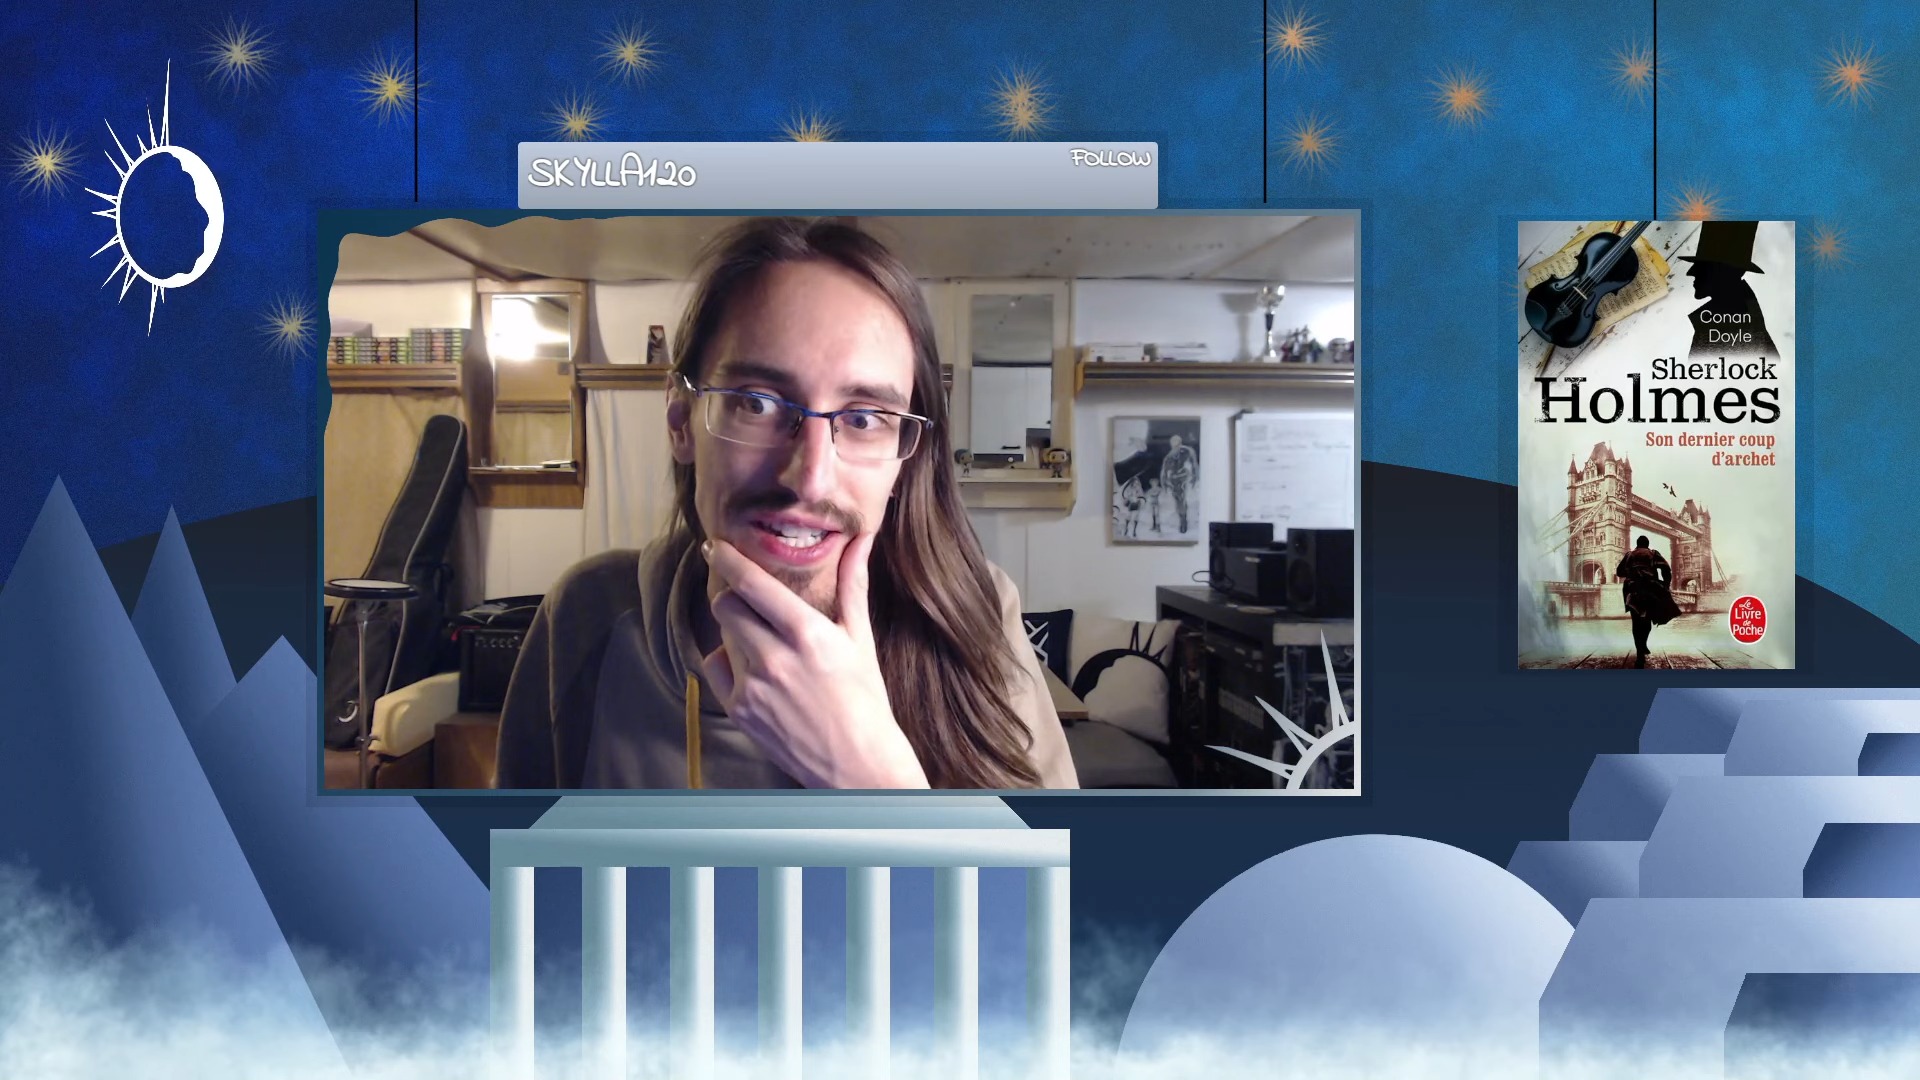 SKYLLA120
FOLLOW
Conan
Doyle
Sherlock
Holmes
Son dernier coup
d'archet
Le
Livre
de
Poche